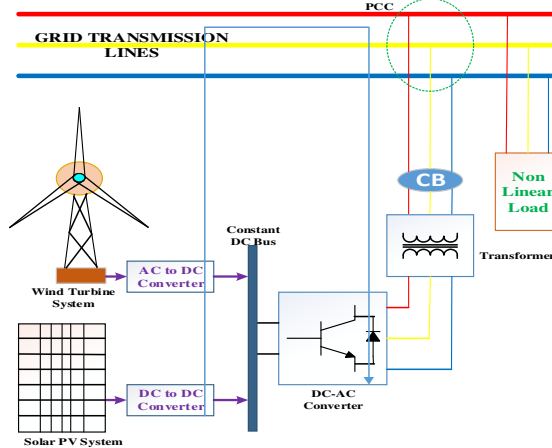 PCC
GRID TRANSMISSION
LINES
CB
Non
Linear
Load
Transformer
Constant
DC Bus
AC to DC
Converter
Wind Turbine
System
DC to DC
Converter
DC-AC
Converter
Solar PV System